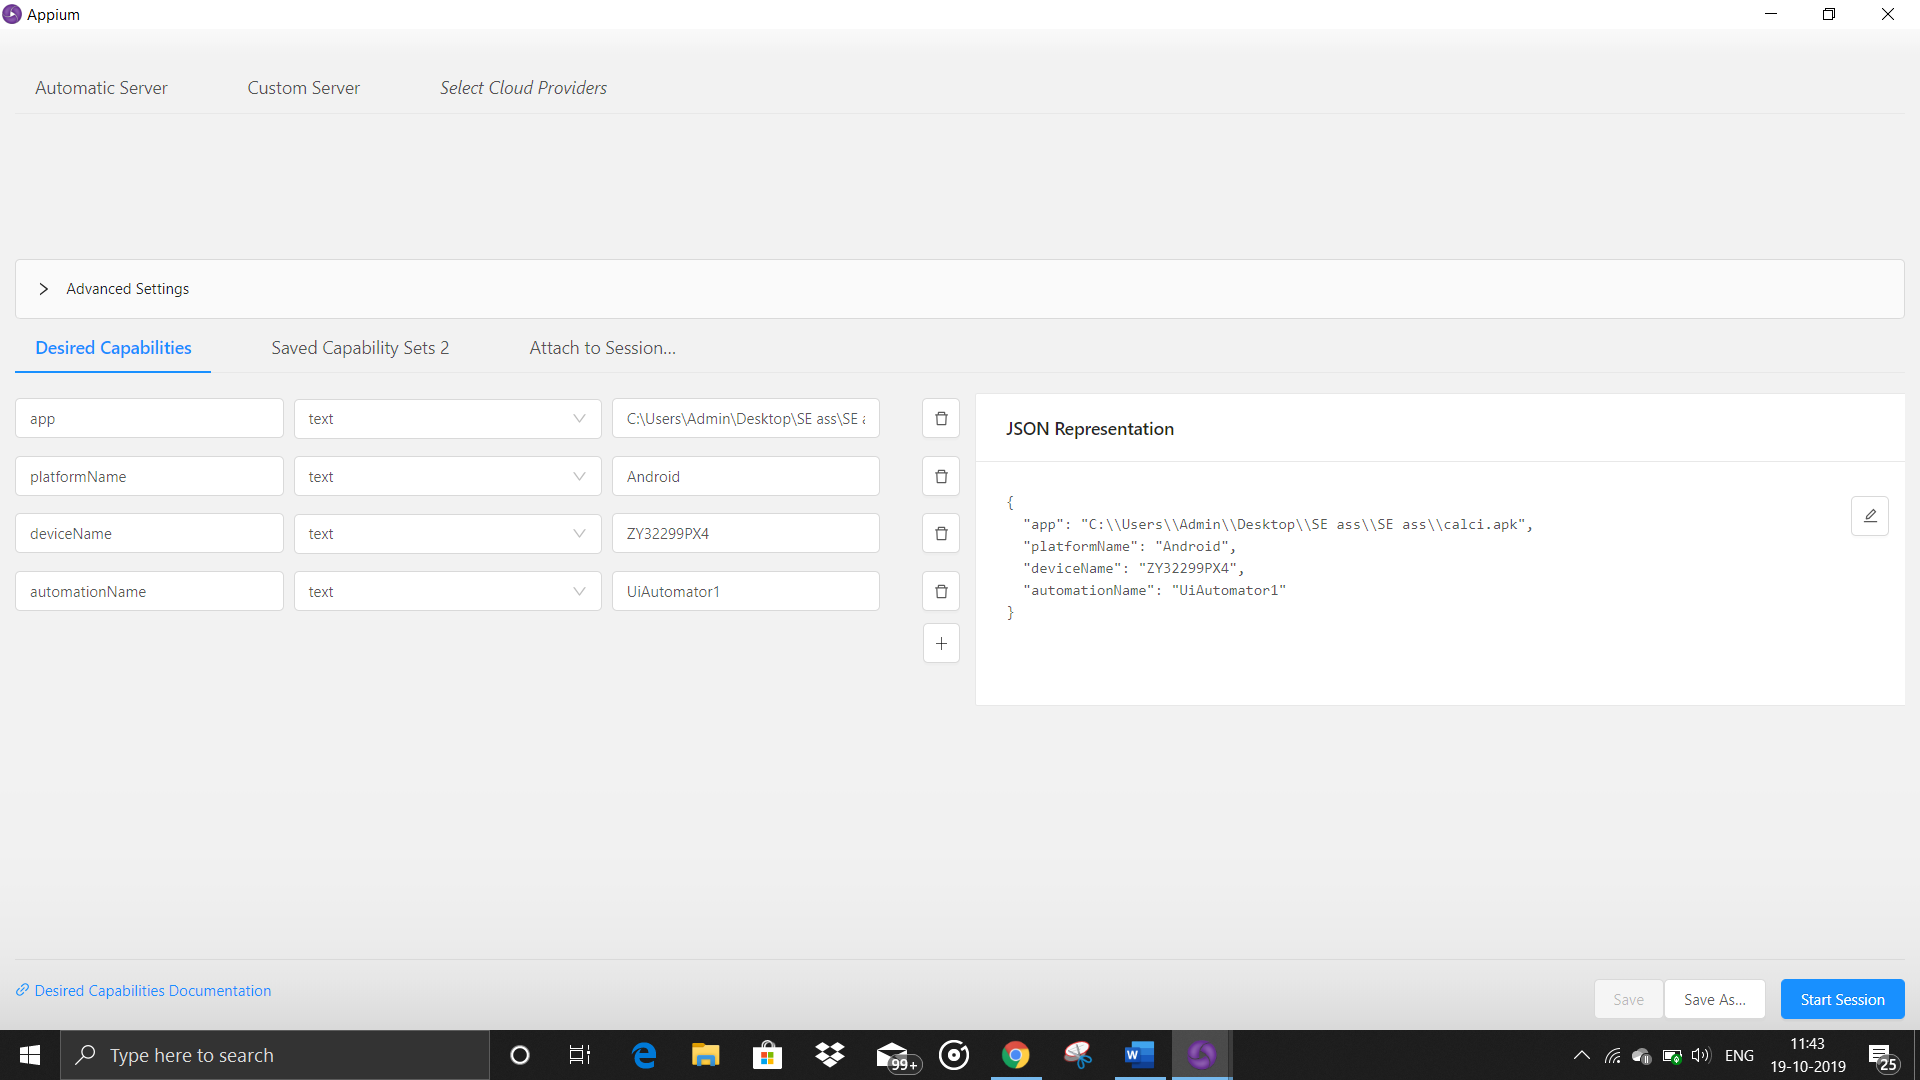 Appium
Automatic Server
Custom Server
Select Cloud Providers
Advanced Settings
Desired Capabilities
Saved Capability Sets 2
Attach to Session...
app
text
C:\Users\Admin\Desktop\SE ass\SE a
platformName
text
Android
deviceName
text
ZY32299PX4
automationName
text
UiAutomator1
JSON Representation
{
"app": "C:\\Users\\Admin\\Desktop\\SE ass\\SE ass\\calci.apk",
"platformName": "Android",
"deviceName": "ZY32299PX4",
"automationName": "UiAutomator1"
}
Desired Capabilities Documentation
Save
Save As...
Start Session
Type here to search
99+
W
ENG
11:43
19-10-2019
25